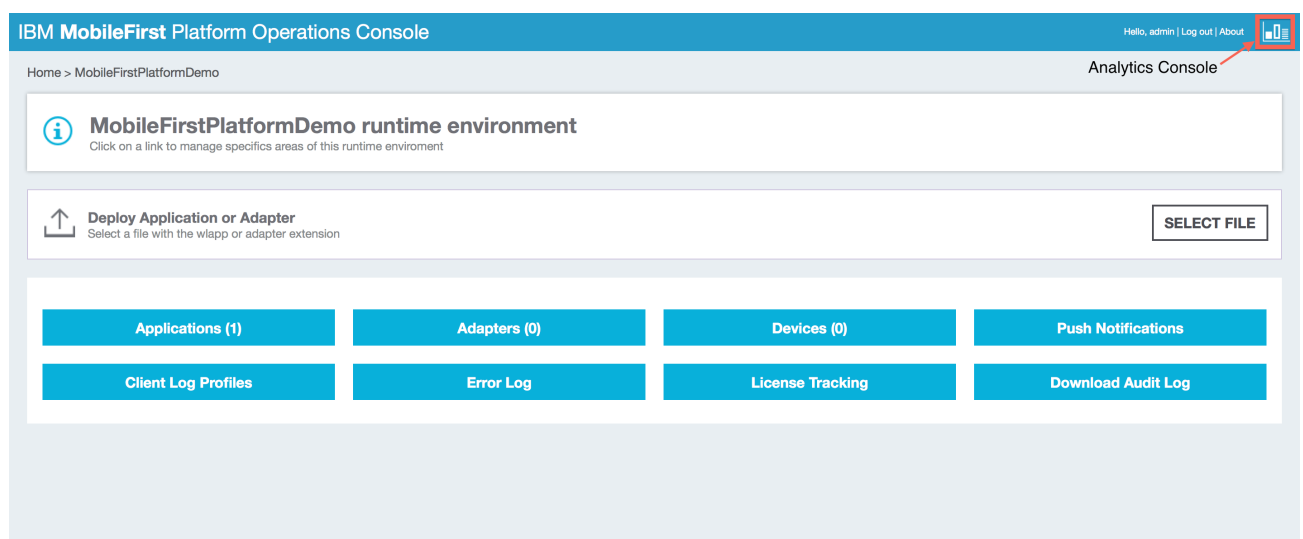 IBM MobileFirst Platform Operations Console
Hello, admin | Log out | About
Analytics Console
Home > MobileFirstPlatformDemo
MobileFirstPlatformDemo runtime environment
Click on a link to manage specifics areas of this runtime enviroment
Deploy Application or Adapter
Select a file with the wlapp or adapter extension
SELECT FILE
Applications (1)
Adapters (0)
Devices (0)
Push Notifications
Client Log Profiles
Error Log
License Tracking
Download Audit Log